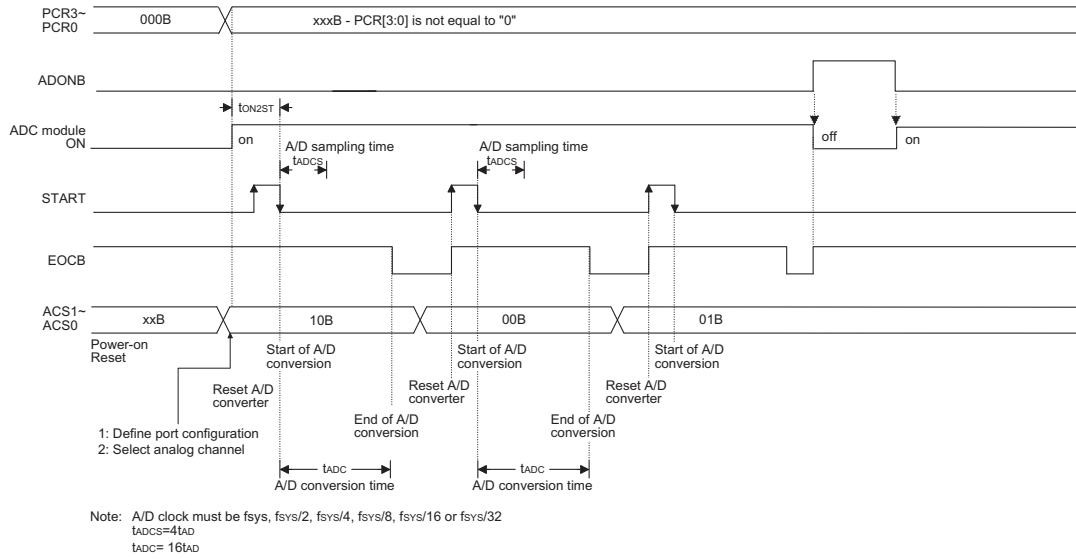 PCR3~
PCR0
000B
xxxB - PCR[3:0] is not equal to "0"
ADONB
tON2ST
ADC module
ON
on
off
on
A/D sampling time
tADCS
A/D sampling time
tADCS
START
EOCB
ACS1~
ACS0
xxB
10B
00B
01B
Power-on
Reset
Start of A/D
conversion
Start of A/D
conversion
Start of A/D
conversion
Reset A/D
converter
Reset A/D
converter
Reset A/D
converter
End of A/D
conversion
End of A/D
conversion
1: Define port configuration
2: Select analog channel
tADC
A/D conversion time
tADC
A/D conversion time
Note: A/D clock must be fsys, fSYS/2, fSYS/4, fSYS/8, fSYS/16 or fSYS/32
tADCS=4tAD
tADC= 16tAD